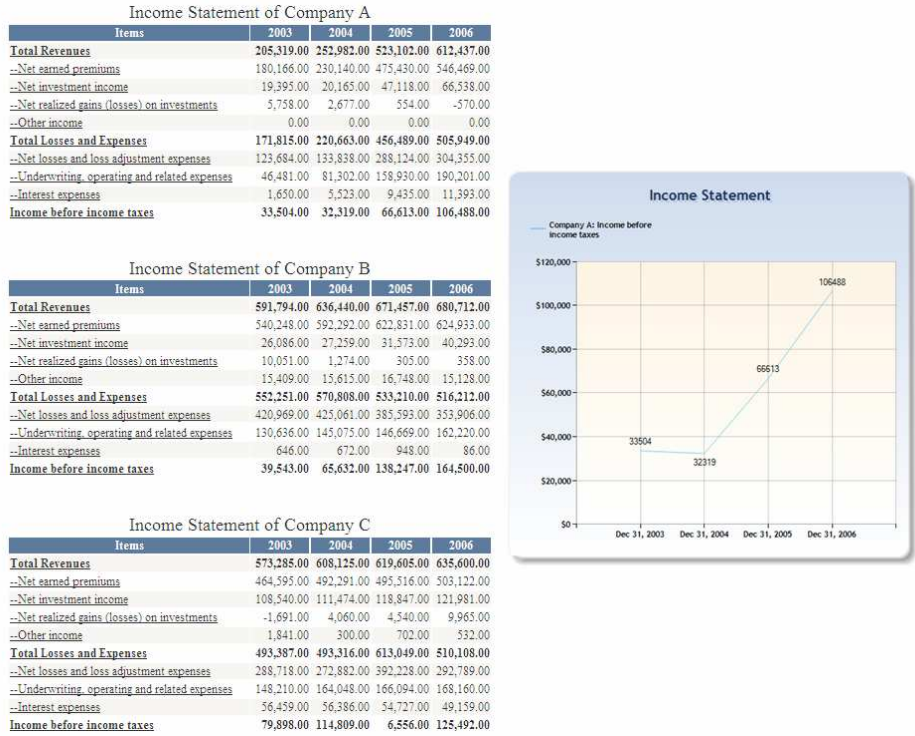 Income Statement of Company A
Items 2003 2004 2005 2006
Total Revenues 205,319.00 252,982.00 523,102.00 612,437.00
--Net earned premiums 180,166.00 230,140.00 475,430.00 546,469.00
--Net investment income 19,395.00 20,165.00 47,118.00 66,538.00
--Net realized gains (losses) on investments 5,758.00 2,677.00 554.00 -570.00
--Other income 0.00 0.00 0.00 0.00
Total Losses and Expenses 171,815.00 220,663.00 456,489.00 505,949.00
--Net losses and loss adjustment expenses 123,684.00 133,838.00 288,124.00 304,355.00
--Underwriting, operating and related expenses 46,481.00 81,302.00 158,930.00 190,201.00
--Interest expenses 1,650.00 5,523.00 9,435.00 11,393.00
Income before income taxes 33,504.00 32,319.00 66,613.00 106,488.00
Income Statement of Company B
Items 2003 2004 2005 2006
Total Revenues 591,794.00 636,440.00 671,457.00 680,712.00
--Net earned premiums 540,248.00 592,292.00 622,831.00 624,933.00
--Net investment income 26,086.00 27,259.00 31,573.00 40,293.00
--Net realized gains (losses) on investments 10,051.00 1,274.00 305.00 358.00
--Other income 15,409.00 15,615.00 16,748.00 15,128.00
Total Losses and Expenses 552,251.00 570,808.00 533,210.00 516,212.00
--Net losses and loss adjustment expenses 420,969.00 425,061.00 385,593.00 353,906.00
--Underwriting, operating and related expenses 130,636.00 145,075.00 146,669.00 162,220.00
--Interest expenses 646.00 672.00 948.00 86.00
Income before income taxes 39,543.00 65,632.00 138,247.00 164,500.00
Income Statement of Company C
Items 2003 2004 2005 2006
Total Revenues 573,285.00 608,125.00 619,605.00 635,600.00
--Net earned premiums 464,595.00 492,291.00 495,516.00 503,122.00
--Net investment income 108,540.00 111,474.00 118,847.00 121,981.00
--Net realized gains (losses) on investments -1,691.00 4,060.00 4,540.00 9,965.00
--Other income 1,841.00 300.00 702.00 532.00
Total Losses and Expenses 493,387.00 493,316.00 613,049.00 510,108.00
--Net losses and loss adjustment expenses 288,718.00 272,882.00 392,228.00 292,789.00
--Underwriting, operating and related expenses 148,210.00 164,048.00 166,094.00 168,160.00
--Interest expenses 56,459.00 56,386.00 54,727.00 49,159.00
Income before income taxes 79,898.00 114,809.00 6,556.00 125,492.00
Income Statement
Company A: Income before
income taxes
$120,000
106488
$100,000
$80,000
66613
$60,000
$40,000
33504
32319
$20,000
$0
Dec 31, 2003 Dec 31, 2004 Dec 31, 2005 Dec 31, 2006